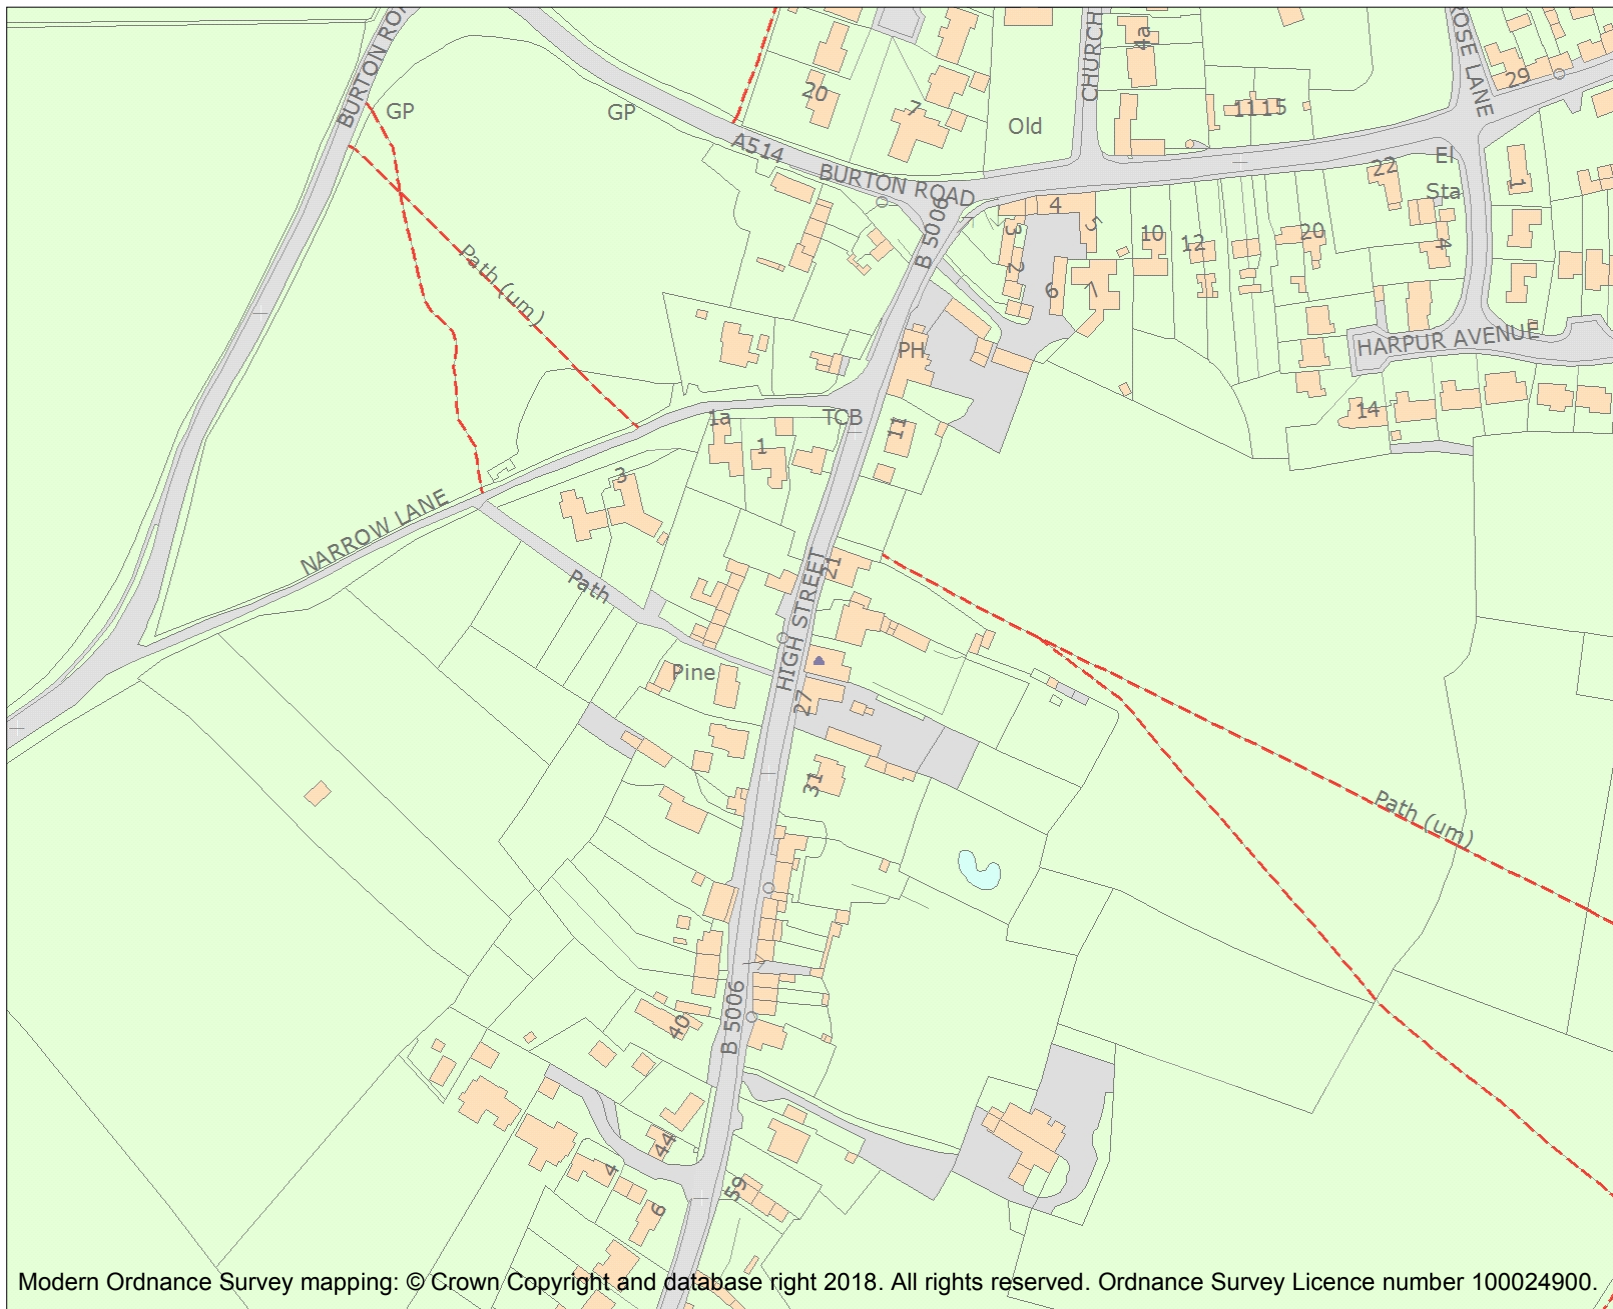 BURTON RO
CHURCH
4a
ROSE LANE
29
20
7
GP
GP
Old
1115
A514
BURTON ROAD
22
El
Sta
1
B 5006
3
4
5
10
12
20
4
2
6
7
Path (um)
HARPUR AVENUE
PH
1a
TCB
11
14
1
3
NARROW LANE
Path
21
HIGH STREET
Pine
27
31
Path (um)
B 5006
40
44
4
59
6
Modern Ordnance Survey mapping: © Crown Copyright and database right 2018. All rights reserved. Ordnance Survey Licence number 100024900.